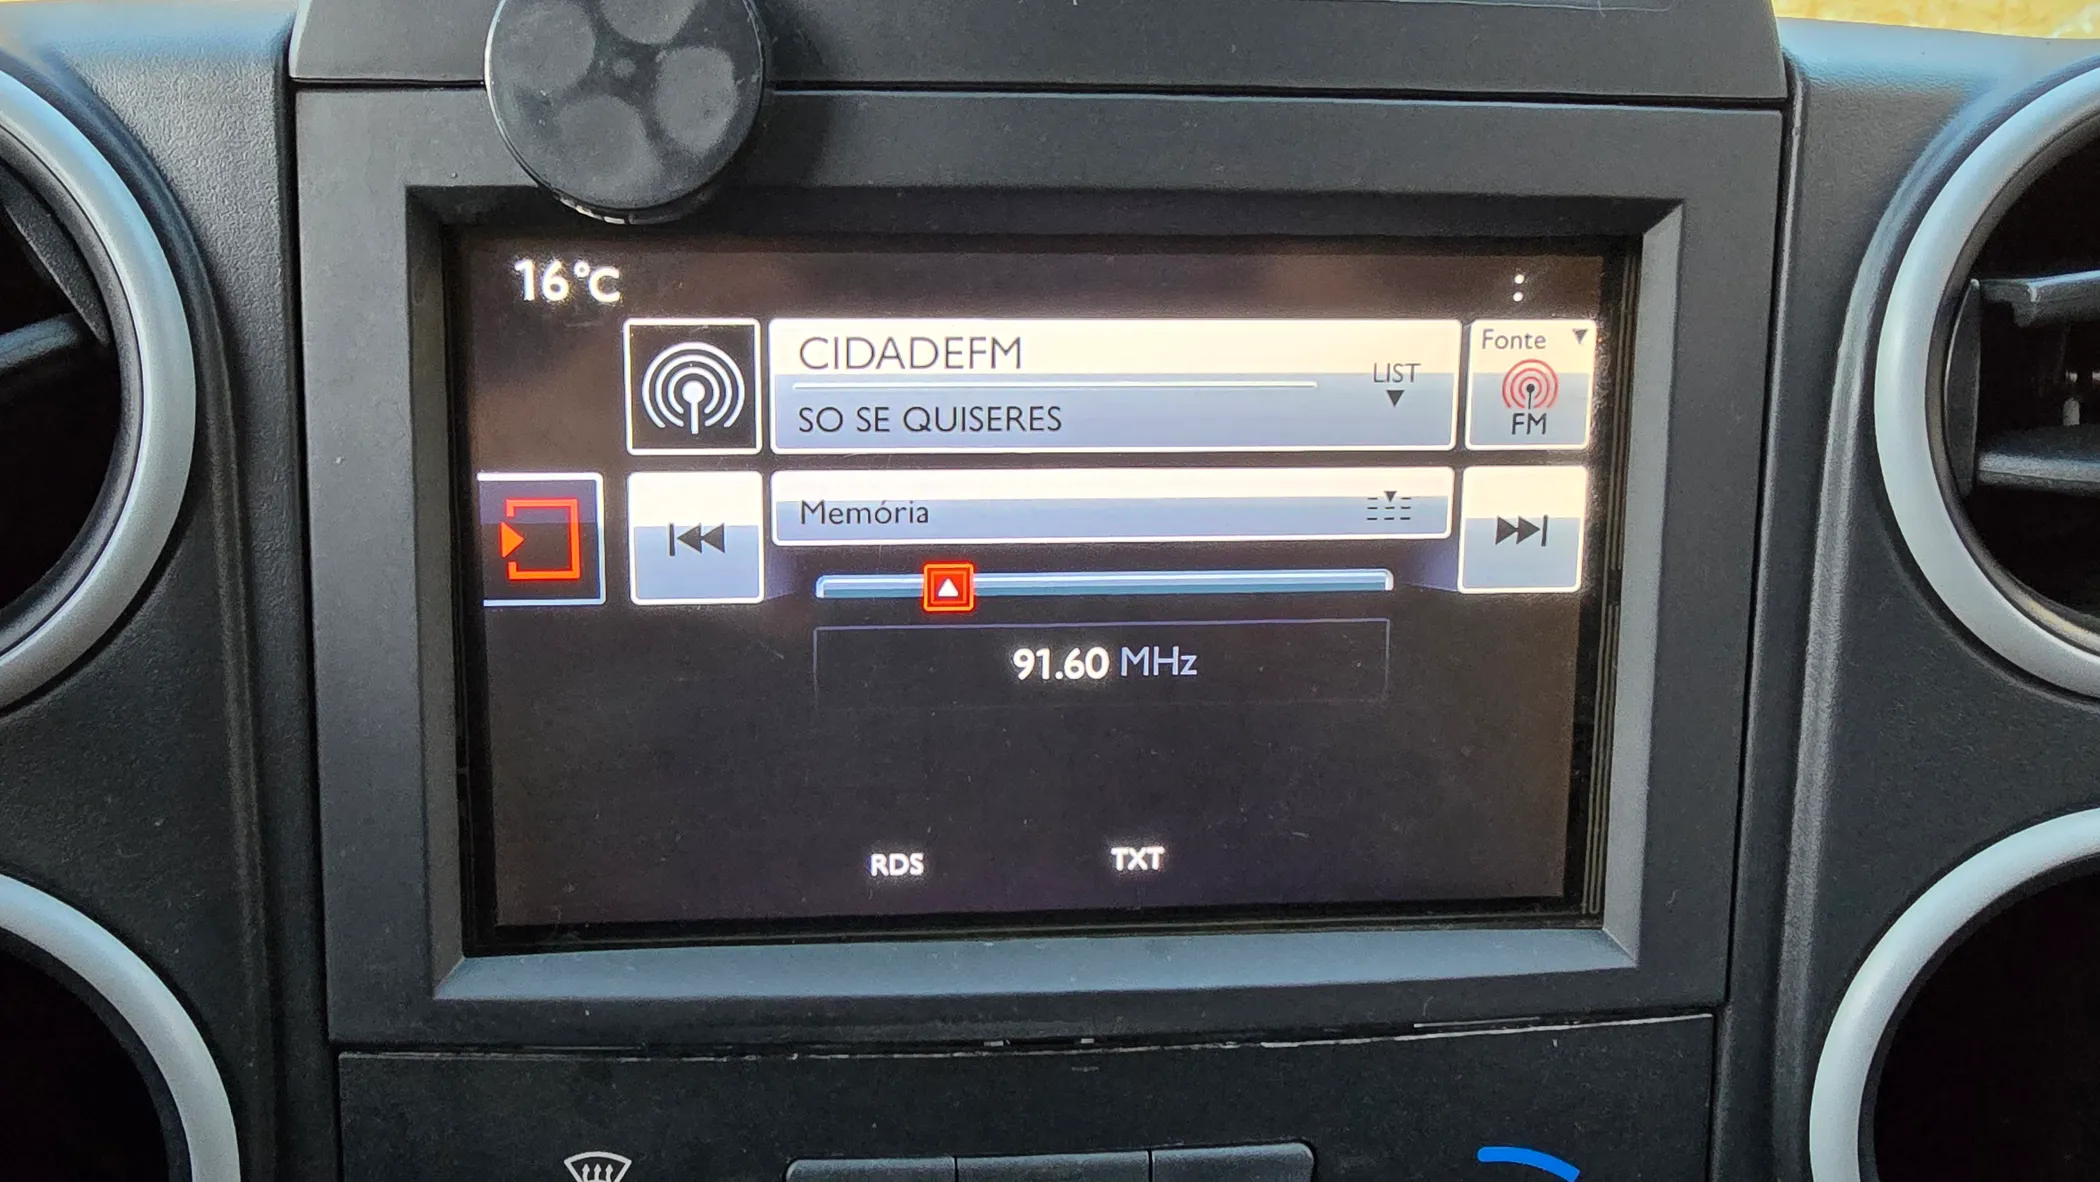 16°C
CIDADEFM
LIST
SO SE QUISERES
Fonte
FM
Memória
91.60 MHz
RDS
TXT